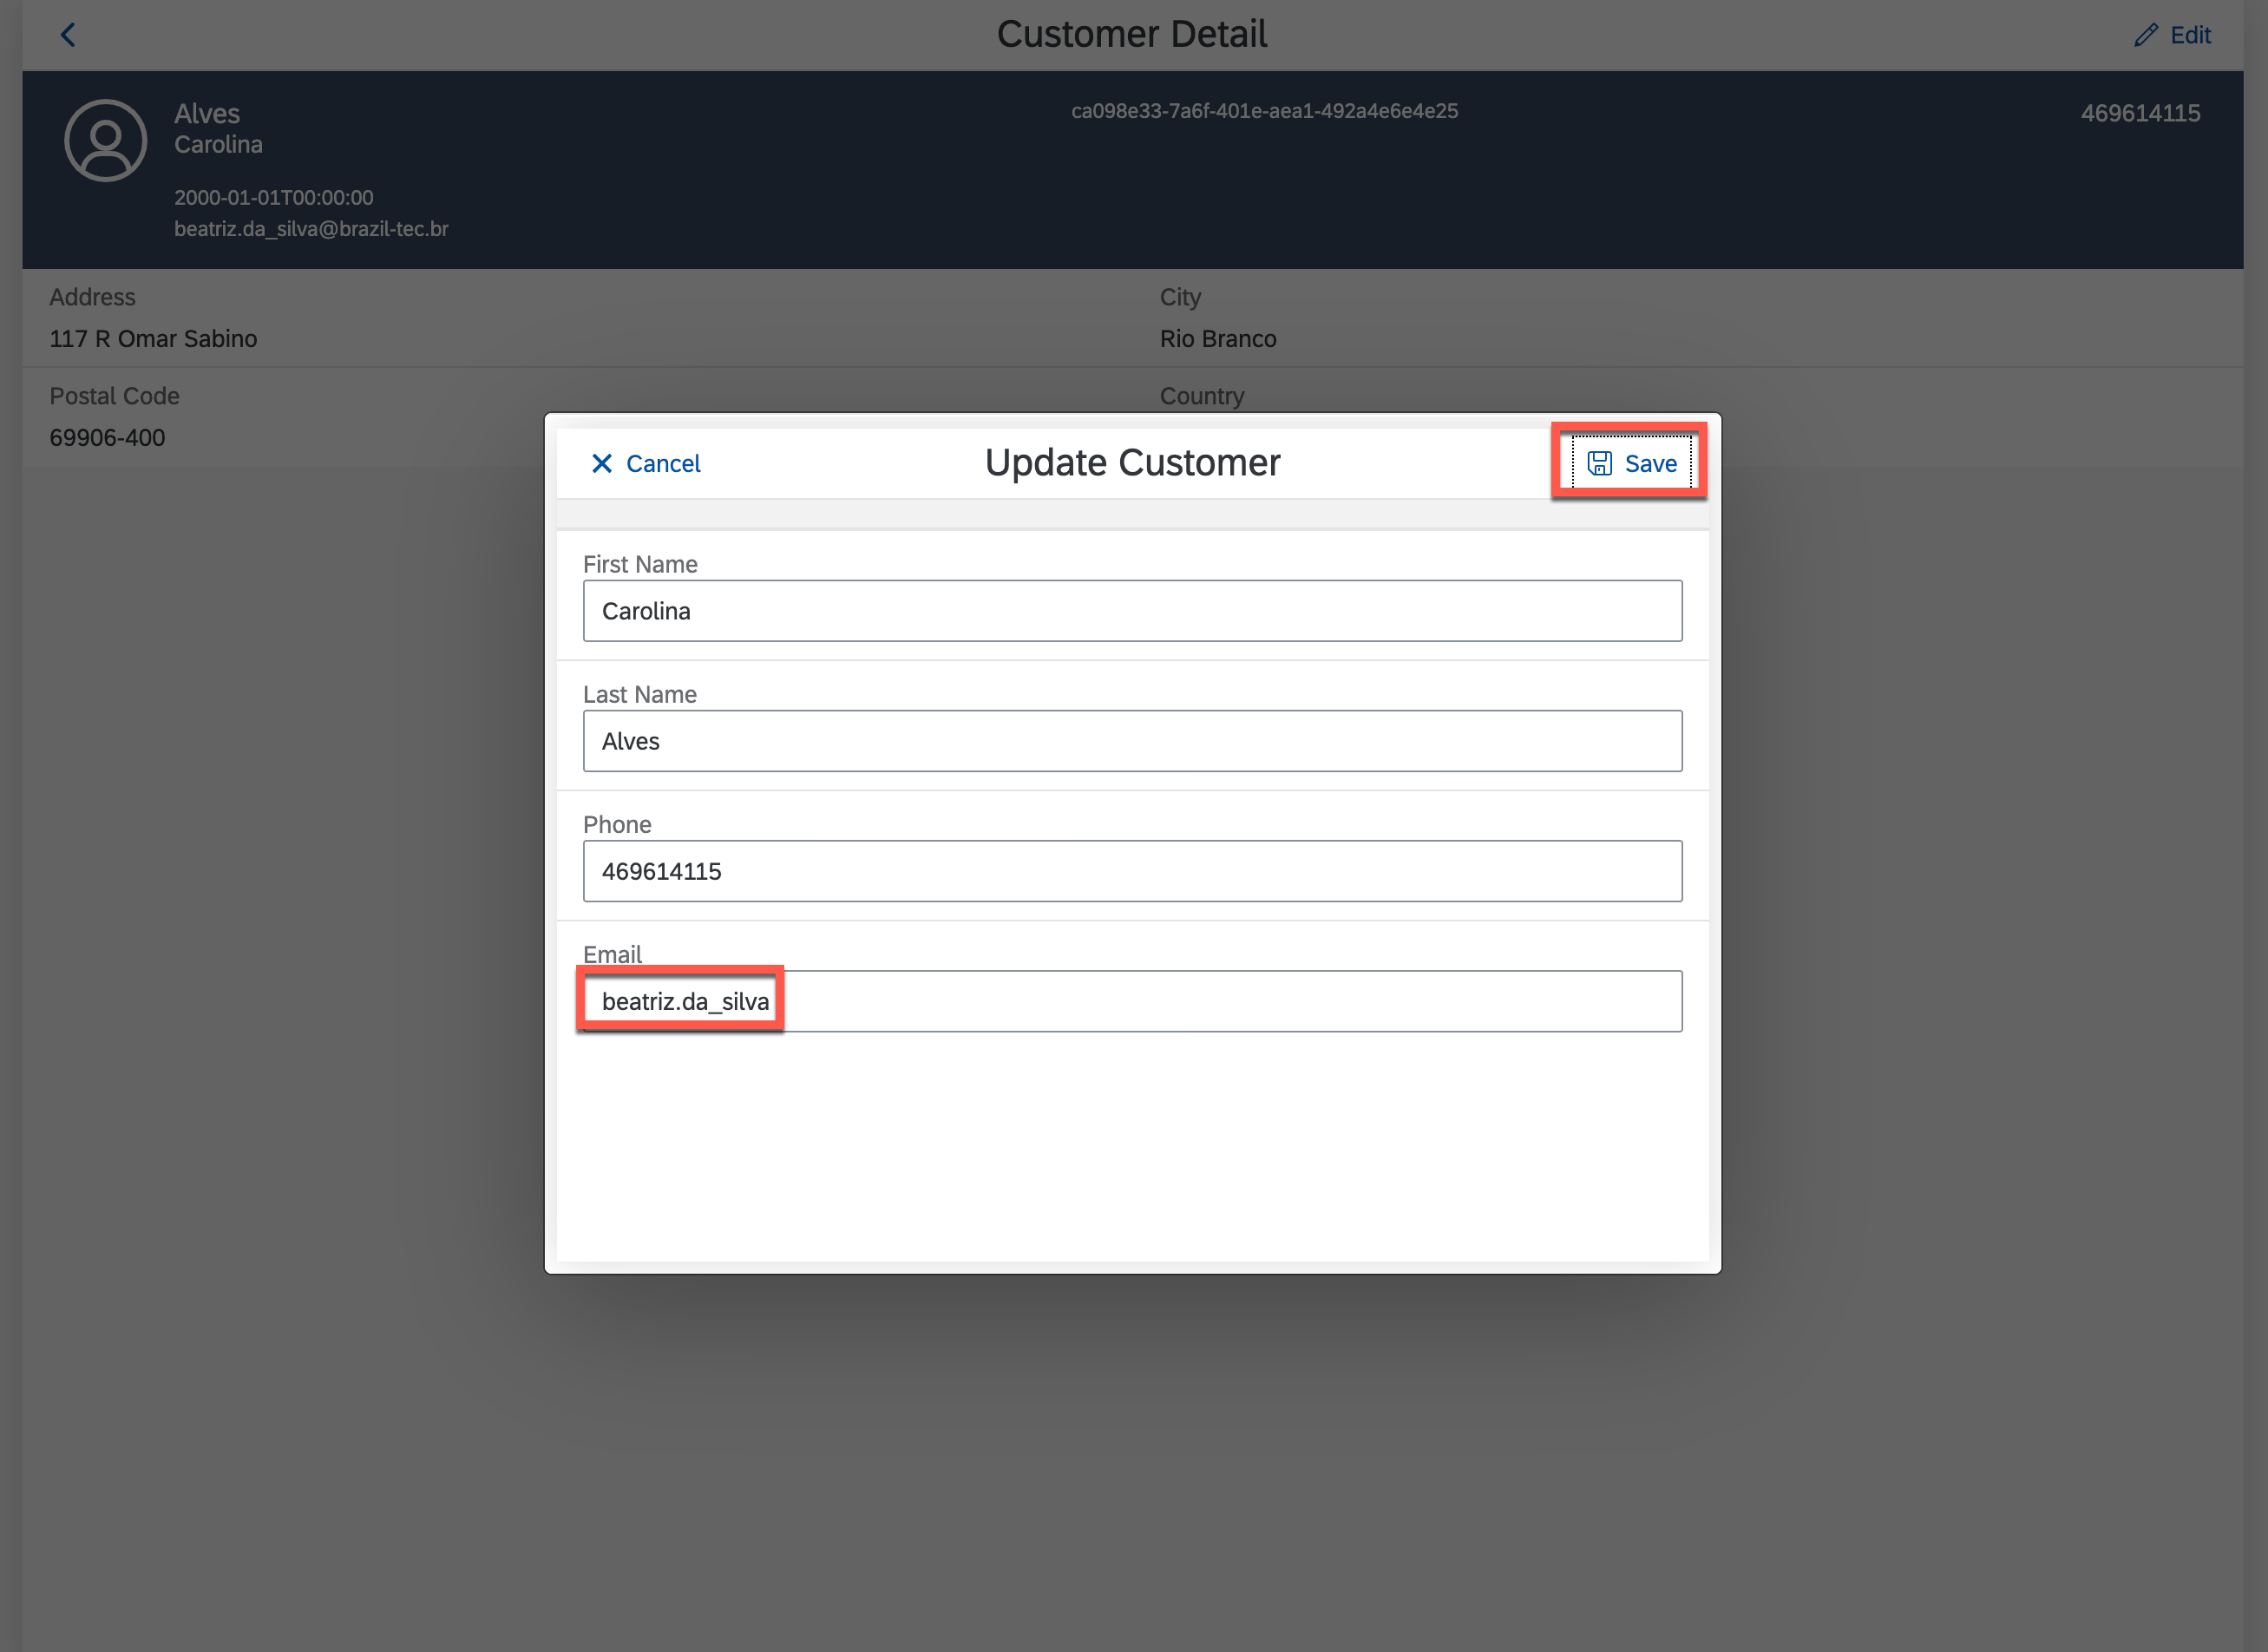 Customer Detail
Edit
Alves
Carolina
ca098e33-7a6f-401e-aea1-492a4e6e4e25
469614115
2000-01-01T00:00:00
beatriz.da_silva@brazil-tec.br
Address
117 R Omar Sabino
City
Rio Branco
Postal Code
69906-400
Country
Cancel
Update Customer
Save
First Name
Carolina
Last Name
Alves
Phone
469614115
Email
beatriz.da_silva